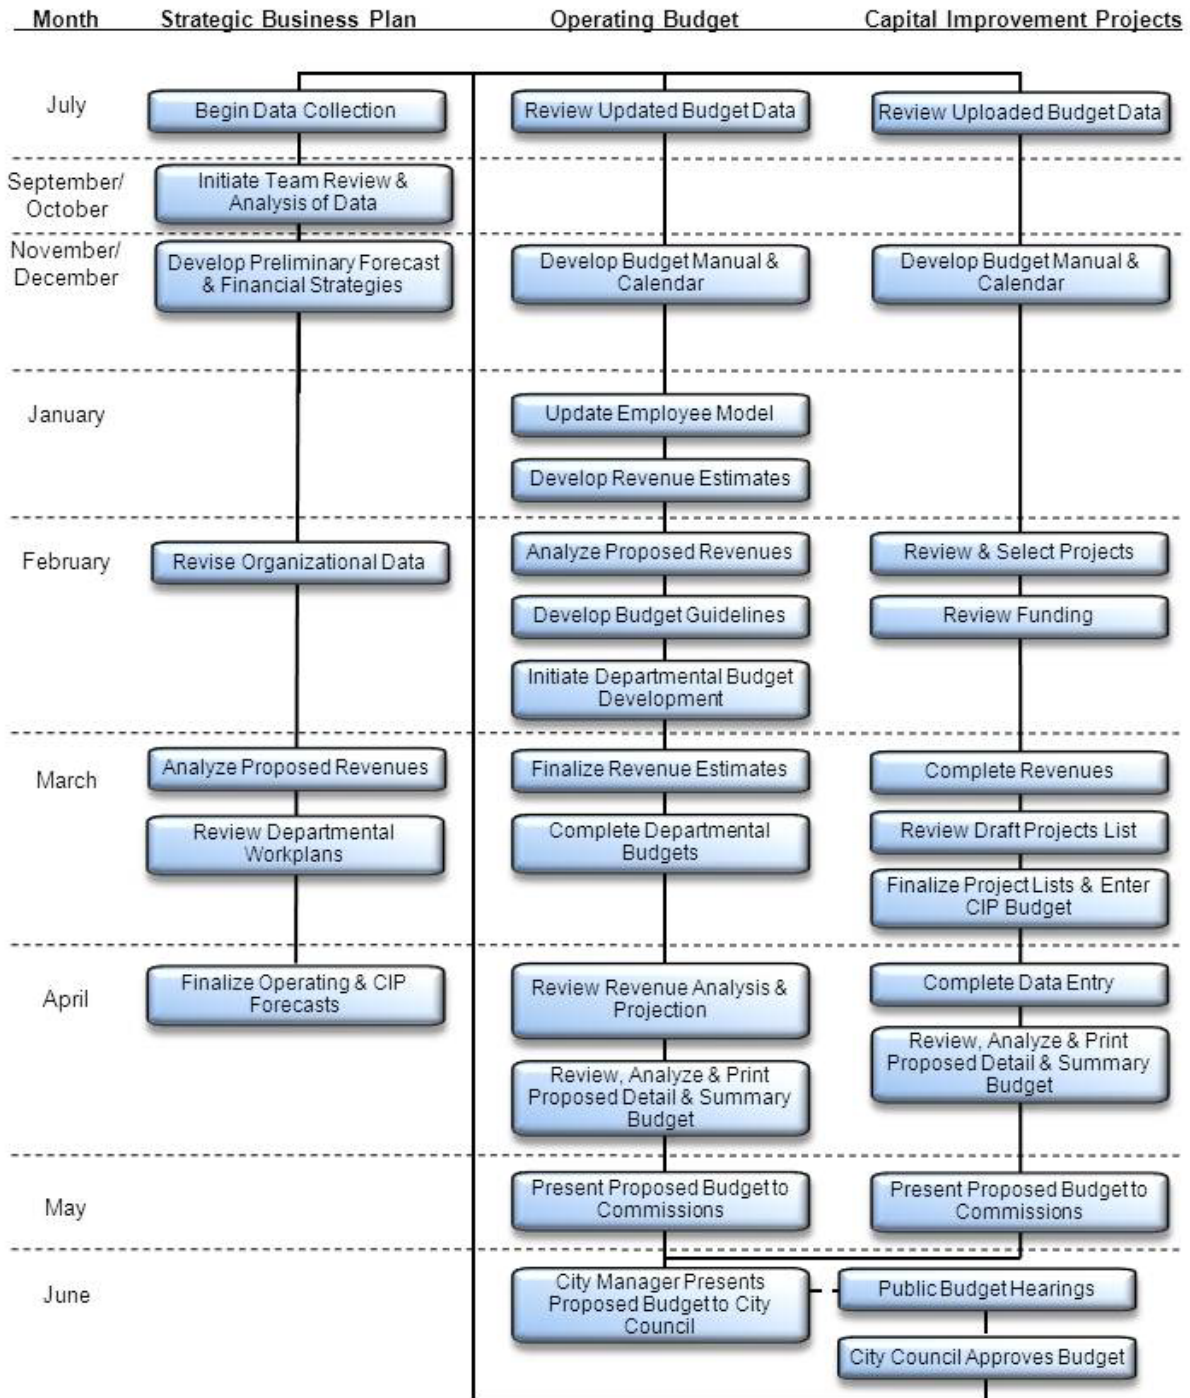 Month Strategic Business Plan Operating Budget Capital Improvement Projects
July
Begin Data Collection
Review Updated Budget Data
Review Uploaded Budget Data
September/
October
Initiate Team Review &
Analysis of Data
November/
December
Develop Preliminary Forecast
& Financial Strategies
Develop Budget Manual &
Calendar
Develop Budget Manual &
Calendar
January
Update Employee Model
Develop Revenue Estimates
February
Revise Organizational Data
Analyze Proposed Revenues
Develop Budget Guidelines
Initiate Departmental Budget
Development
Review & Select Projects
Review Funding
March
Analyze Proposed Revenues
Review Departmental
Workplans
Finalize Revenue Estimates
Complete Departmental
Budgets
Complete Revenues
Review Draft Projects List
Finalize Project Lists & Enter
CIP Budget
April
Finalize Operating & CIP
Forecasts
Review Revenue Analysis &
Projection
Review, Analyze & Print
Proposed Detail & Summary
Budget
Complete Data Entry
Review, Analyze & Print
Proposed Detail & Summary
Budget
May
Present Proposed Budget to
Commissions
Present Proposed Budget to
Commissions
June
City Manager Presents
Proposed Budget to City
Council
Public Budget Hearings
City Council Approves Budget